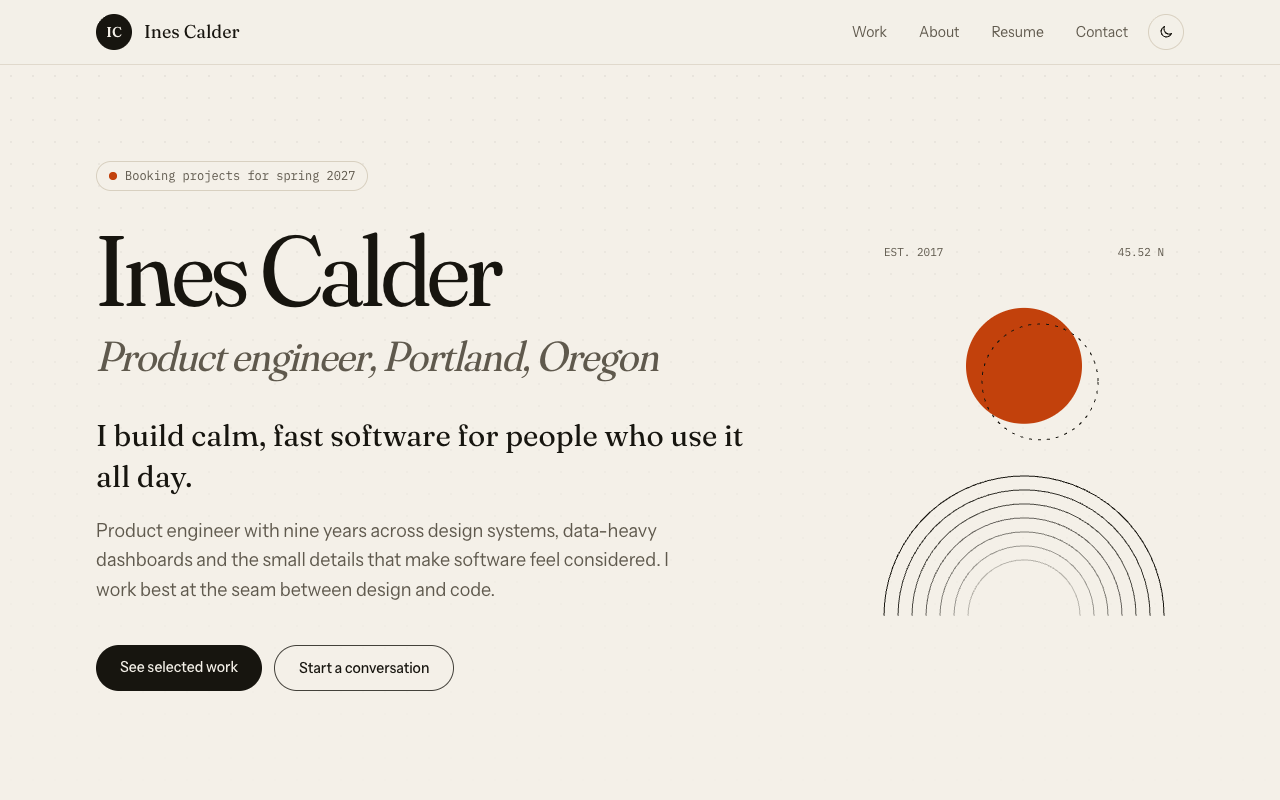 IC
Ines Calder
Work
About
Resume
Contact
Booking projects for spring 2027
Ines Calder
Product engineer, Portland, Oregon
I build calm, fast software for people who use it
all day.
Product engineer with nine years across design systems, data-heavy
dashboards and the small details that make software feel considered. I
work best at the seam between design and code.
See selected work
Start a conversation
EST. 2017
45.52 N